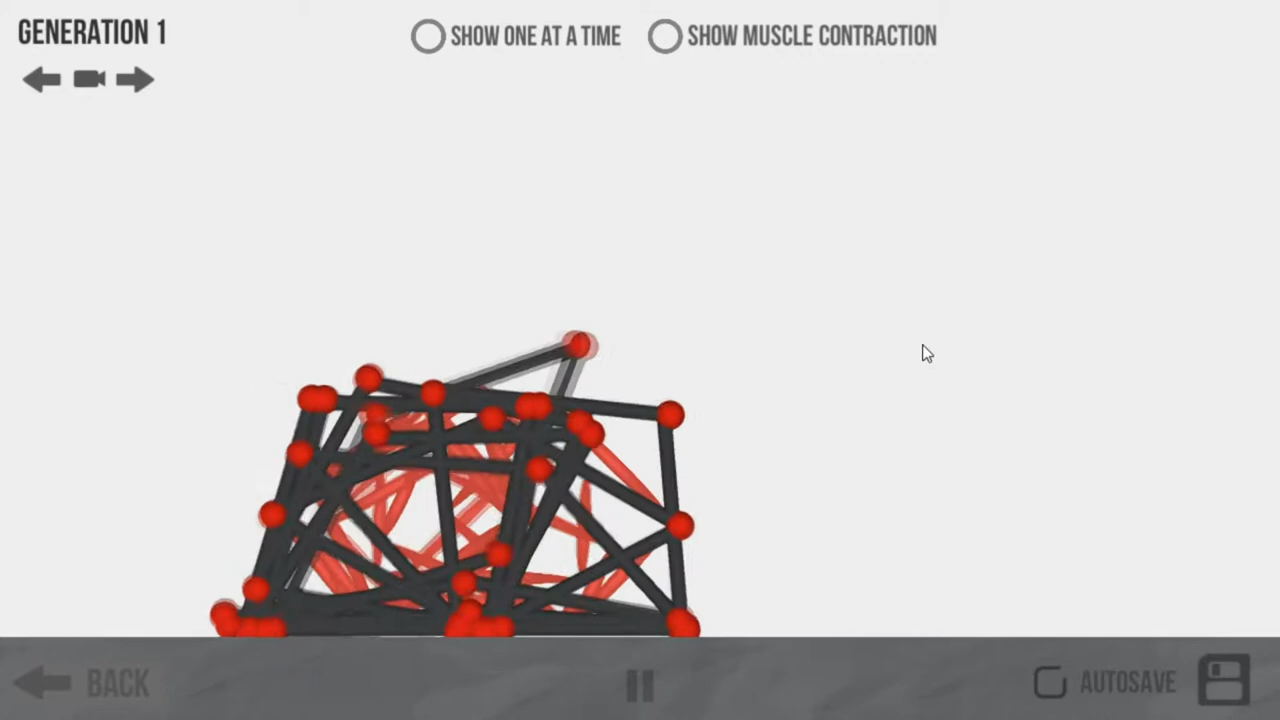 GENERATION 1
SHOW ONE AT A TIME
SHOW MUSCLE CONTRACTION
BACK
AUTOSAVE